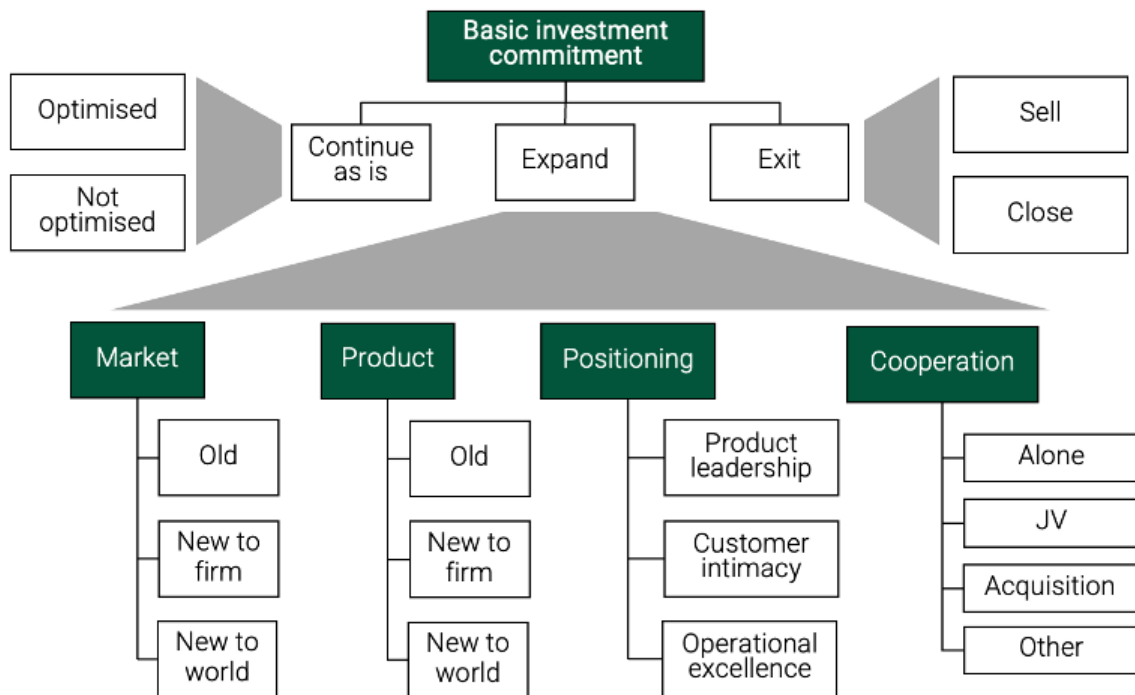 Basic investment
commitment
Optimised
Not
optimised
Continue
as is
Expand
Exit
Sell
Close
Market
Old
New to
firm
New to
world
Product
Old
New to
firm
New to
world
Positioning
Product
leadership
Customer
intimacy
Operational
excellence
Cooperation
Alone
JV
Acquisition
Other